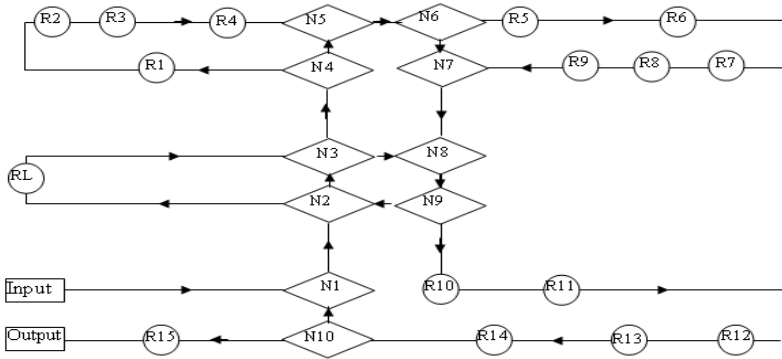 R2 R3 R4 N5 N6 R5 R6
R1 N4 N7 R9 R8 R7
N3 N8
RL
N2 N9
Input N1 R10 R11
Output R15 N10 R14 R13 R12